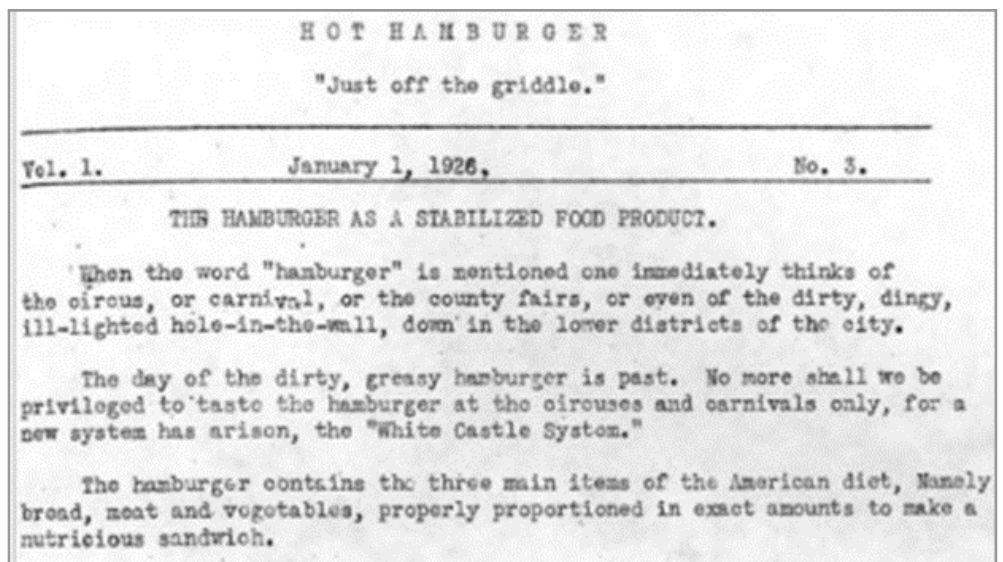 HOT HAMBURGER
"Just off the griddle."
Vol. 1. January 1, 1926, No. 3.
THE HAMBURGER AS A STABILIZED FOOD PRODUCT.
When the word "hamburger" is mentioned one immediately thinks of
the circus, or carnival, or the county fairs, or even of the dirty, dingy,
ill-lighted hole-in-the-wall, down in the lower districts of the city.
The day of the dirty, greasy hamburger is past. No more shall we be
privileged to taste the hamburger at the circuses and carnivals only, for a
new system has arison, the "White Castle System."
The hamburger contains the three main items of the American diet, Namely
bread, meat and vegetables, properly proportioned in exact amounts to make a
nutricious sandwich.